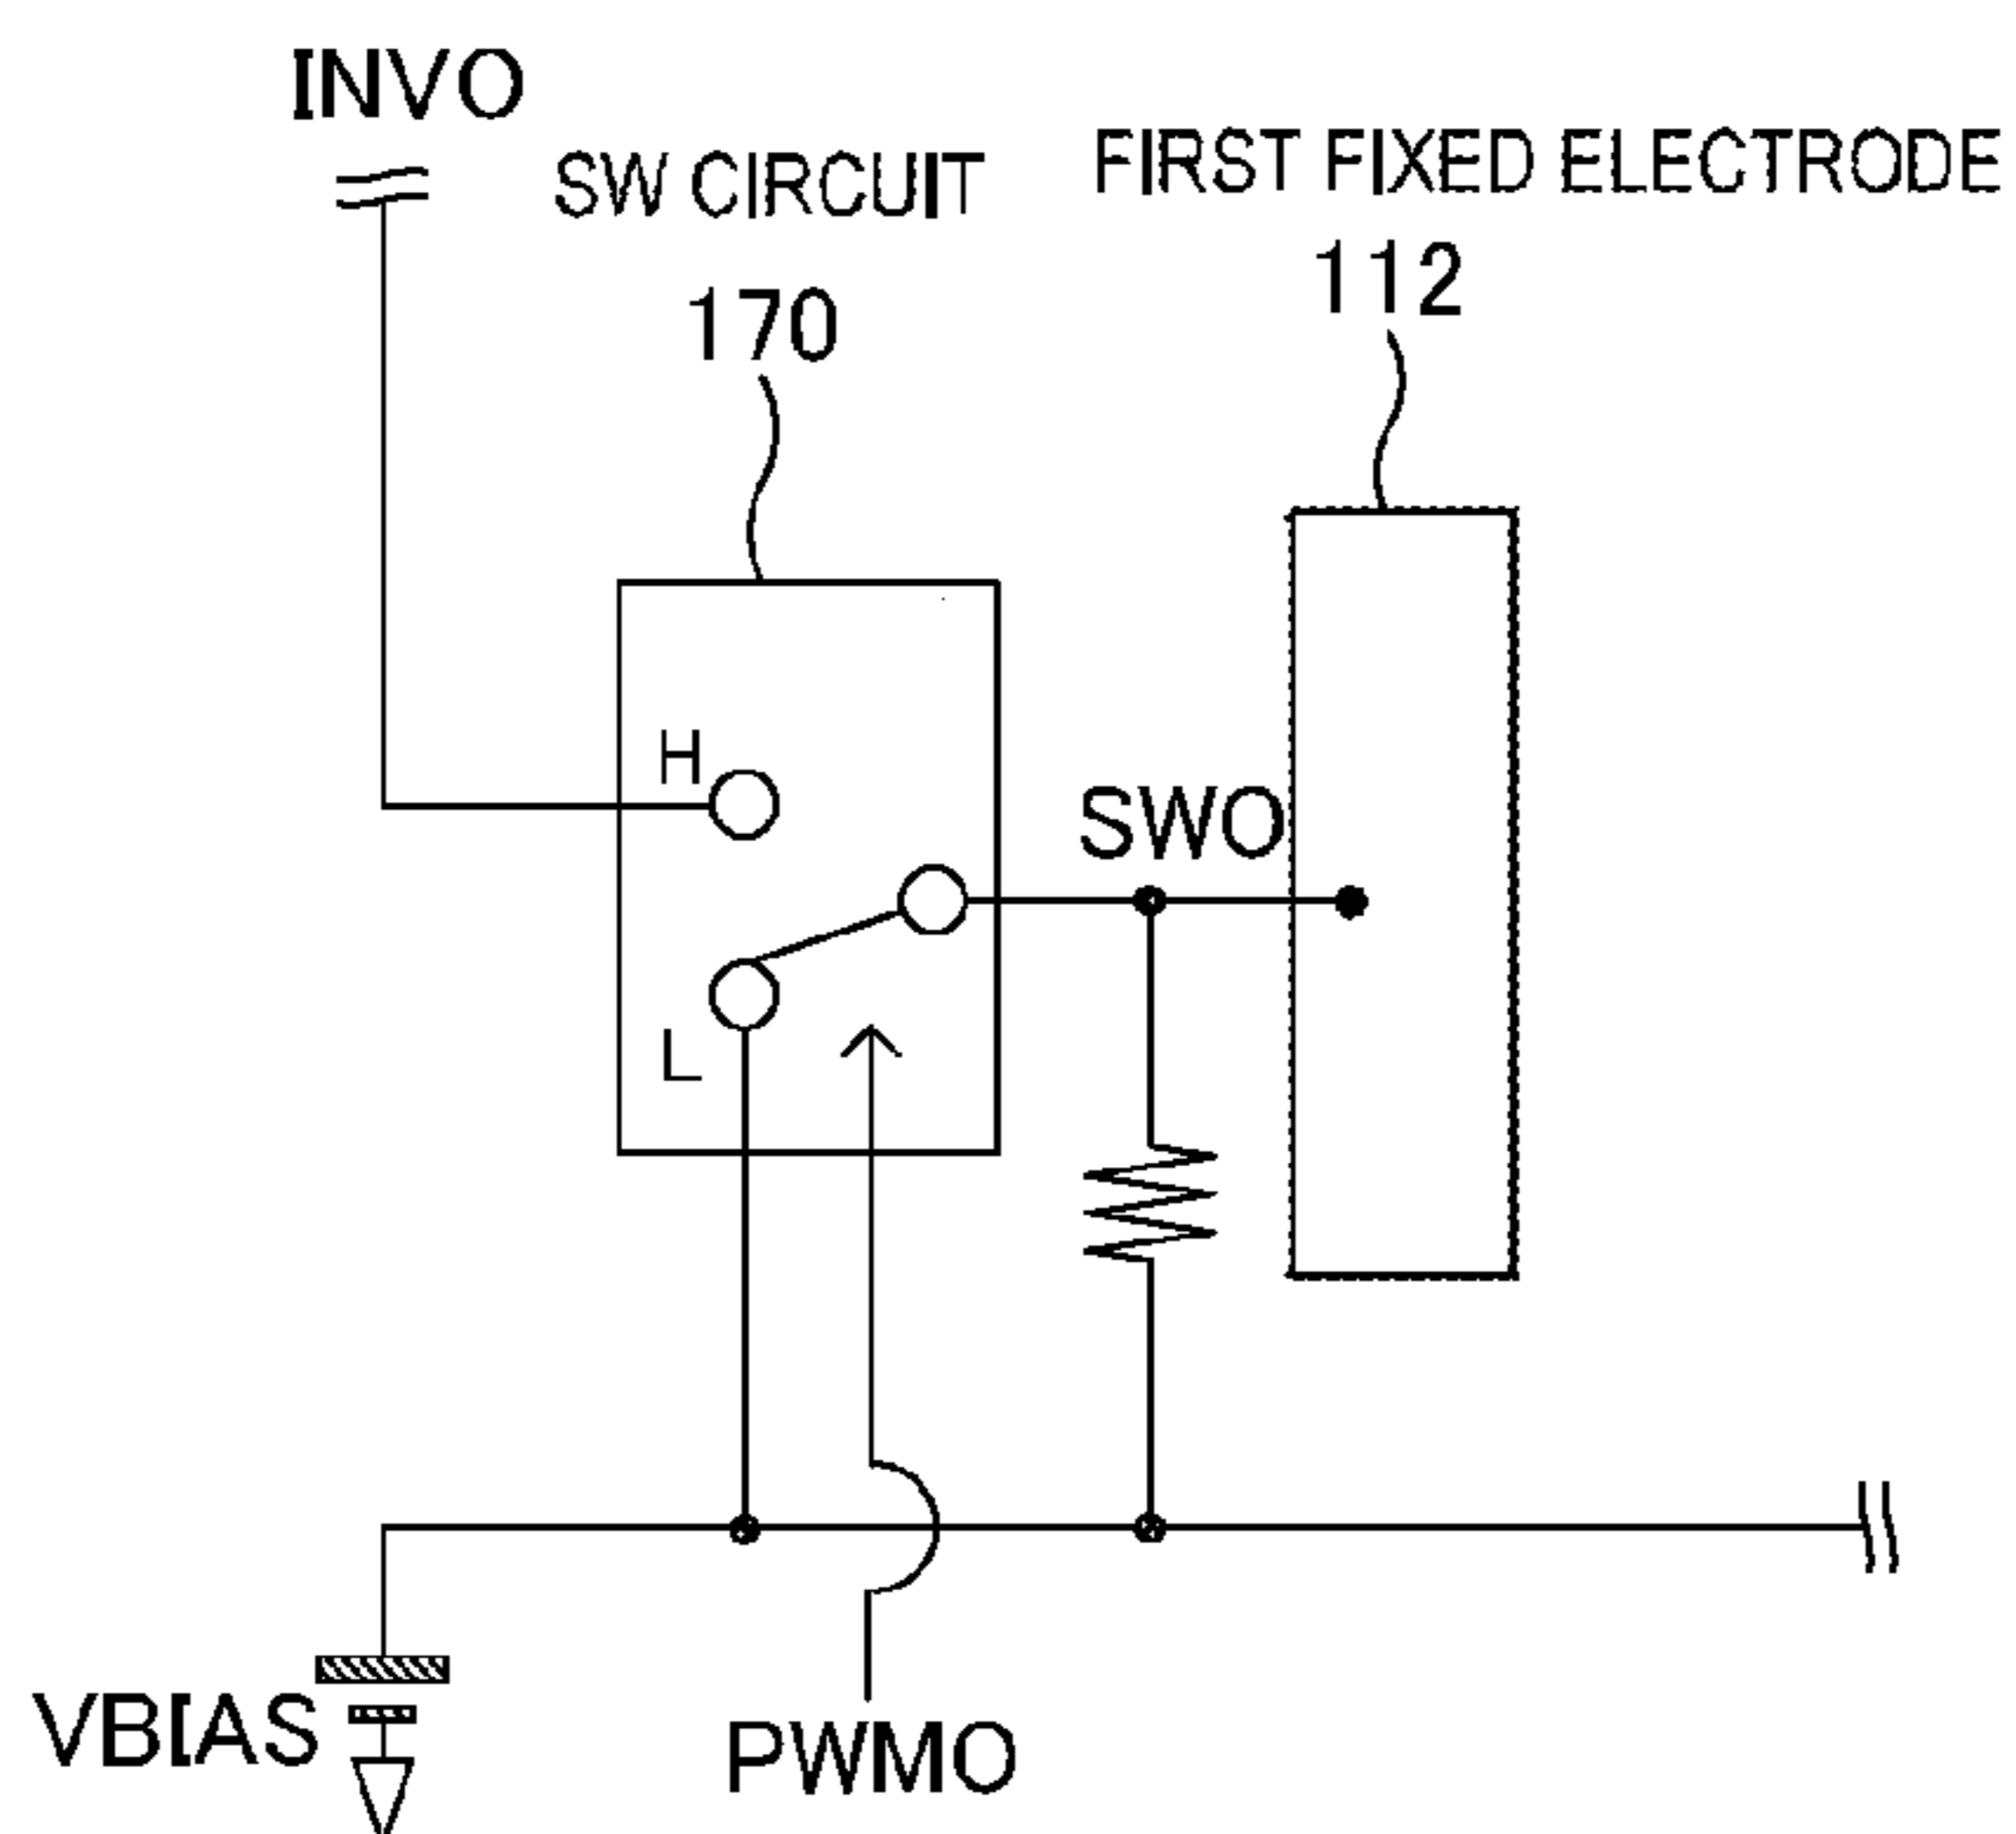 INVO
SW CIRCUIT
170
FIRST FIXED ELECTRODE
112
H
SWO
L
VBIAS
PWMO